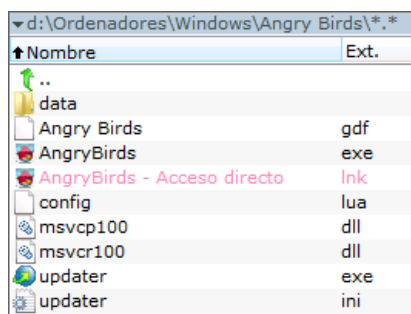 d:\Ordenadores\Windows\Angry Birds\*.*
Nombre Ext.
..
data
Angry Birds gdf
AngryBirds exe
AngryBirds - Acceso directo lnk
config lua
msvcp100 dll
msvcr100 dll
updater exe
updater ini